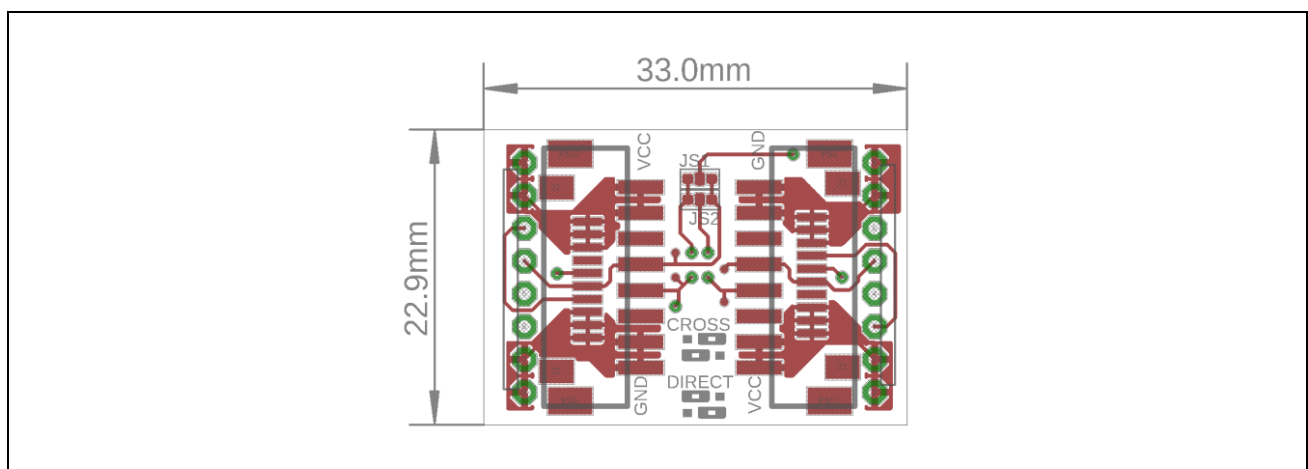 33.0mm
22.9mm
VCC
GND
JS1
JS2
CROSS
DIRECT
GND
VCC